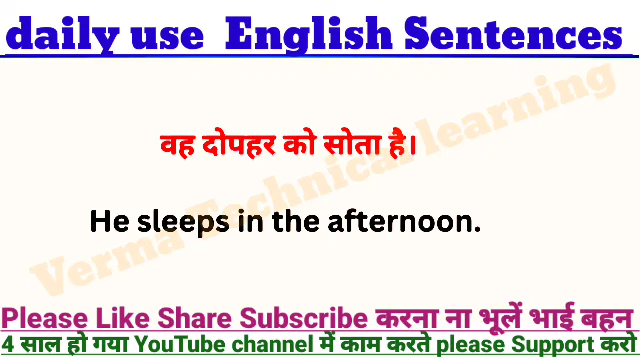 daily use English Sentences
वह दोपहर को सोता है।
He sleeps in the afternoon.
Verma Technical learning
Please Like Share Subscribe करना ना भूलें भाई बहन
4 साल हो गया YouTube channel में काम करते please Support करो